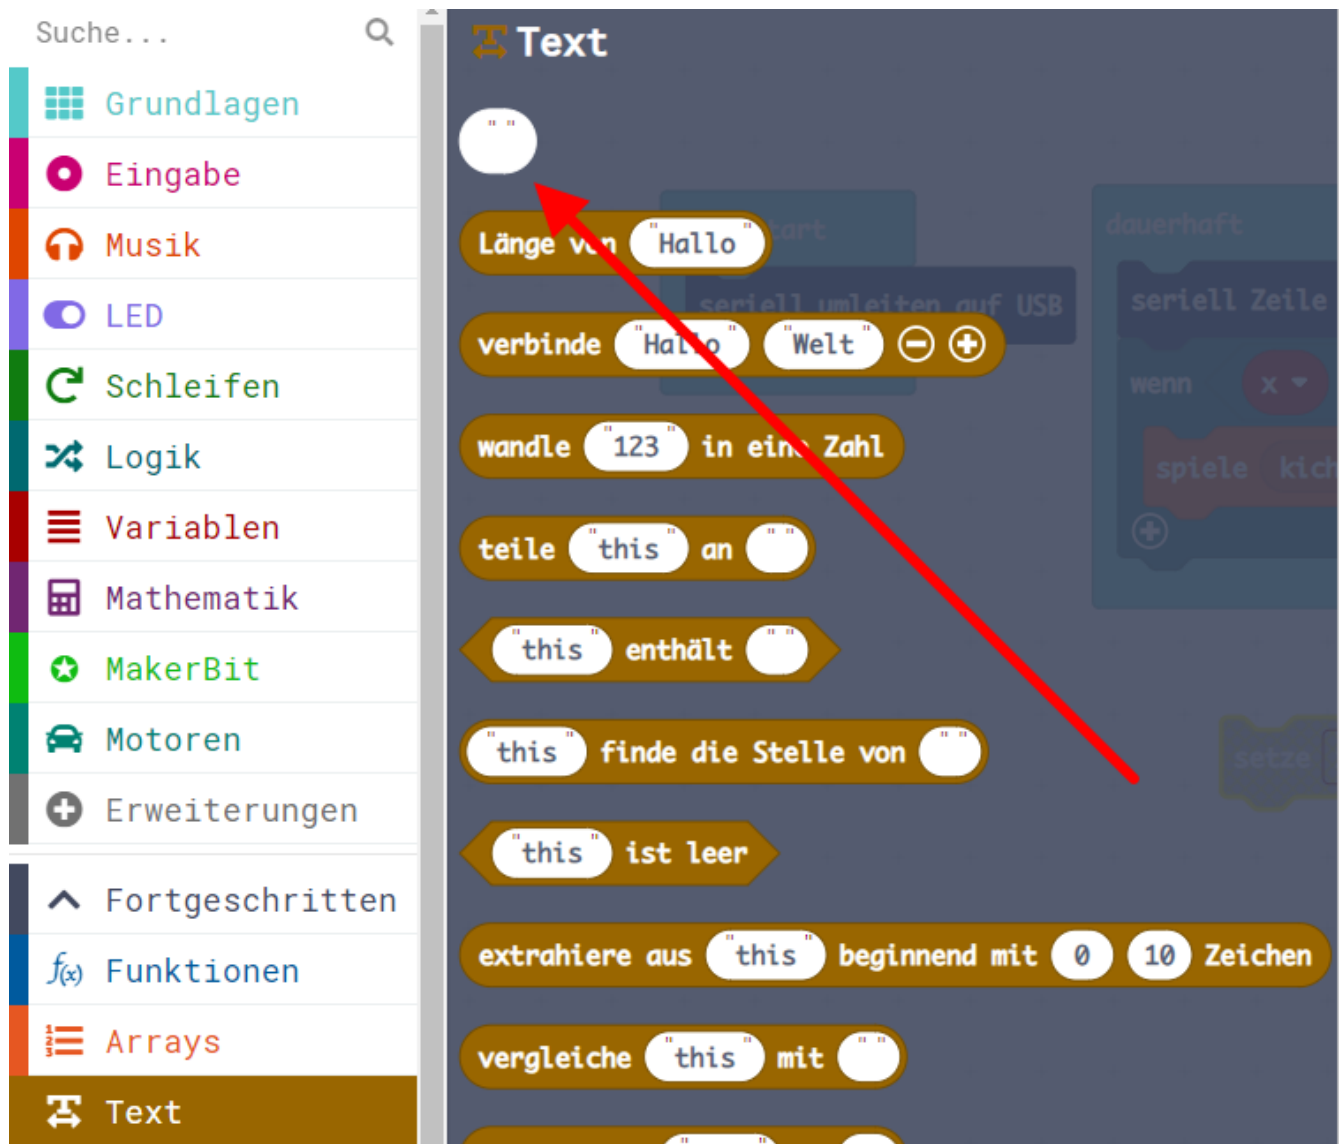 Suche...
Grundlagen
Eingabe
Musik
LED
Schleifen
Logik
Variablen
Mathematik
MakerBit
Motoren
Erweiterungen
Fortgeschritten
f(x) Funktionen
Arrays
Text
Text
" "
Länge von "Hallo"
verbinde "Hallo" "Welt"
wandle "123" in eine Zahl
teile "this" an " "
"this" enthält " "
"this" finde die Stelle von " "
"this" ist leer
extrahiere aus "this" beginnend mit 0 10 Zeichen
vergleiche "this" mit " "
seriell umleiten auf USB
dauerhaft
seriell Zeile
wenn x
spiele kich
setze